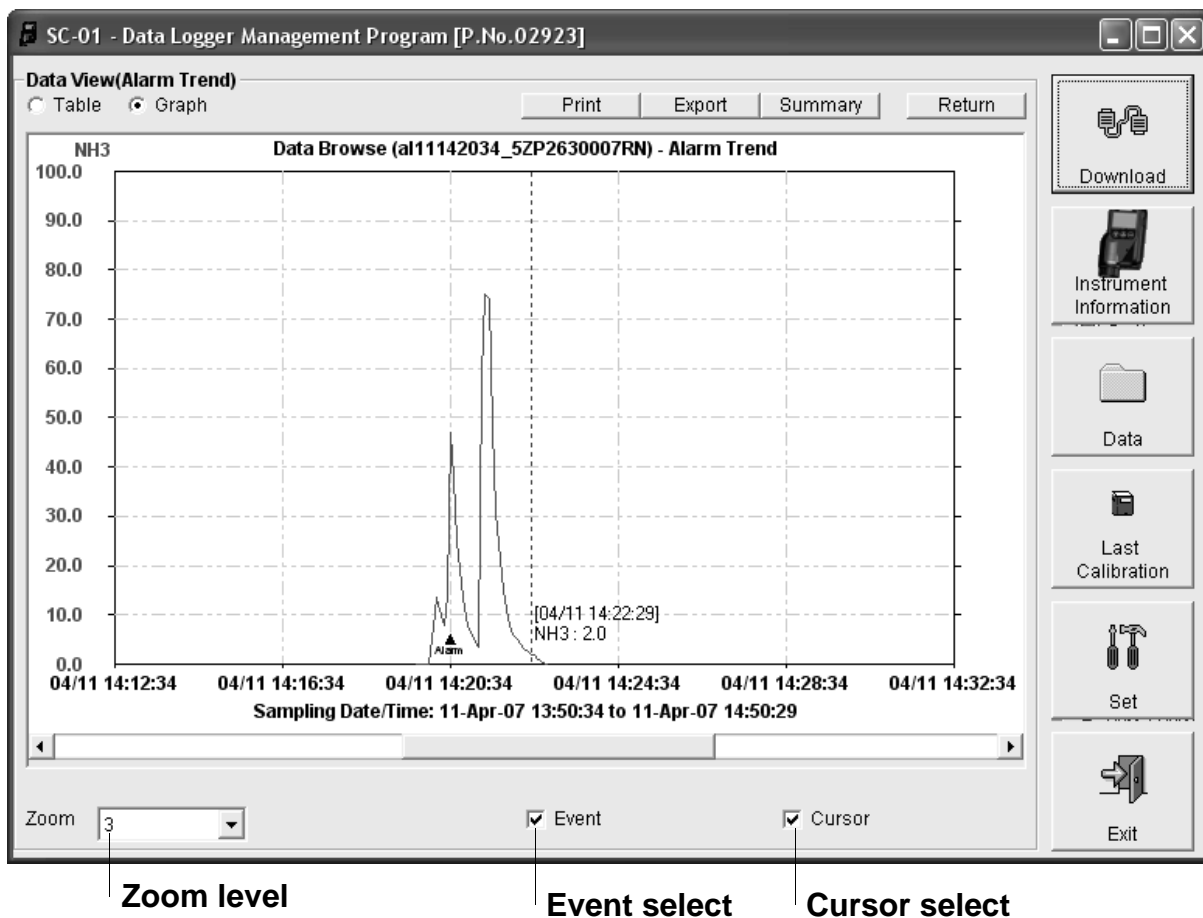 SC-01 - Data Logger Management Program [P.No.02923]
Data View(Alarm Trend)
Table Graph Print Export Summary Return
NH3 Data Browse (al11142034_5ZP2630007RN) - Alarm Trend
100.0
90.0
80.0
70.0
60.0
50.0
40.0
30.0
20.0
10.0
0.0
[04/11 14:22:29]
NH3 : 2.0
Alarm
04/11 14:12:34 04/11 14:16:34 04/11 14:20:34 04/11 14:24:34 04/11 14:28:34 04/11 14:32:34
Sampling Date/Time: 11-Apr-07 13:50:34 to 11-Apr-07 14:50:29
Zoom 3 Event Cursor
Download
Instrument
Information
Data
Last
Calibration
Set
Exit
Zoom level Event select Cursor select